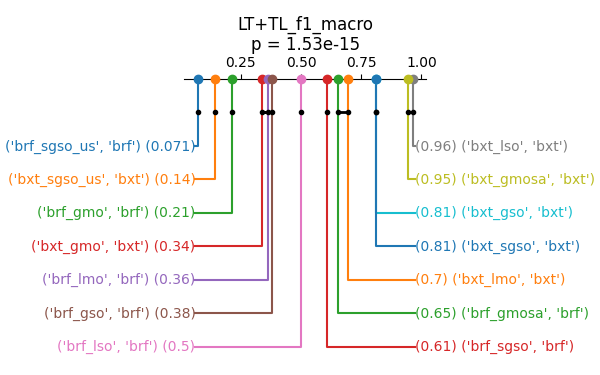 LT+TL_f1_macro
p = 1.53e-15
0.25 0.50 0.75 1.00
('brf_sgso_us', 'brf') (0.071) (0.96) ('bxt_lso', 'bxt')
('bxt_sgso_us', 'bxt') (0.14) (0.95) ('bxt_gmosa', 'bxt')
('brf_gmo', 'brf') (0.21) (0.81) ('bxt_gso', 'bxt')
('bxt_gmo', 'bxt') (0.34) (0.81) ('bxt_sgso', 'bxt')
('brf_lmo', 'brf') (0.36) (0.7) ('bxt_lmo', 'bxt')
('brf_gso', 'brf') (0.38) (0.65) ('brf_gmosa', 'brf')
('brf_lso', 'brf') (0.5) (0.61) ('brf_sgso', 'brf')